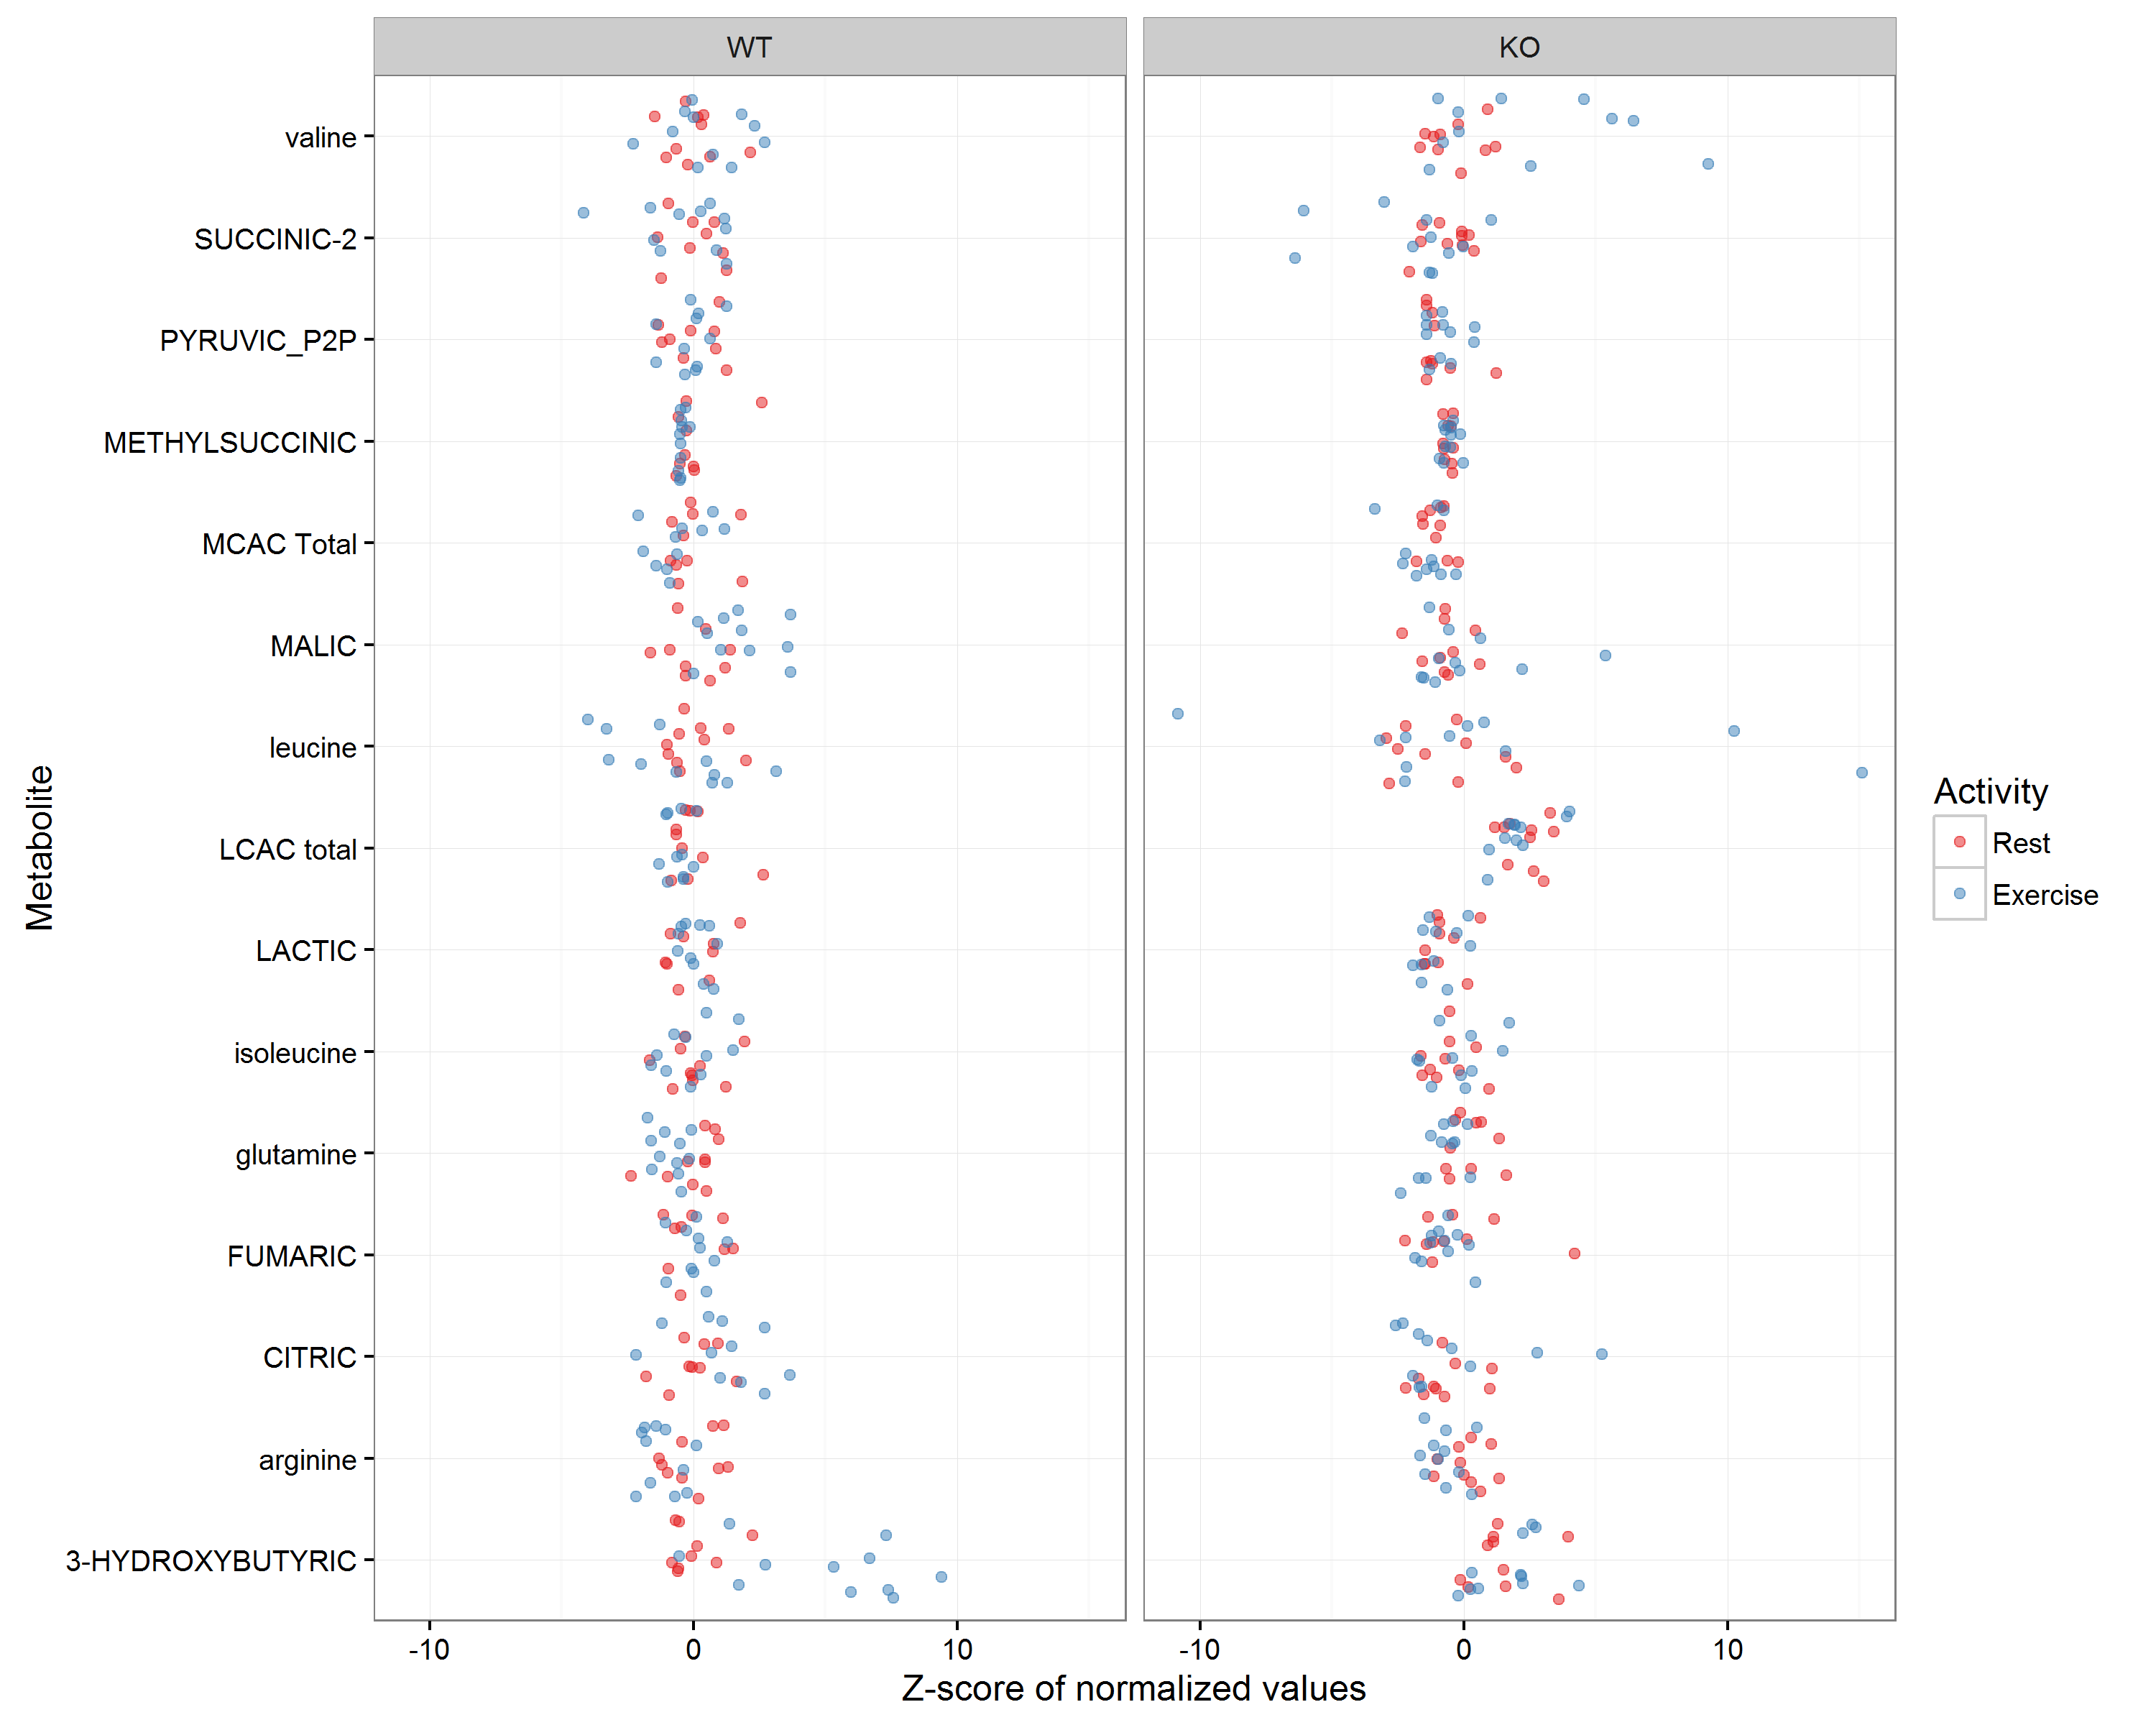 WT
KO
valine
SUCCINIC-2
PYRUVIC_P2P
METHYLSUCCINIC
MCAC Total
MALIC
leucine
LCAC total
LACTIC
isoleucine
glutamine
FUMARIC
CITRIC
arginine
3-HYDROXYBUTYRIC
Metabolite
-10 0 10
-10 0 10
Z-score of normalized values
Activity
Rest
Exercise